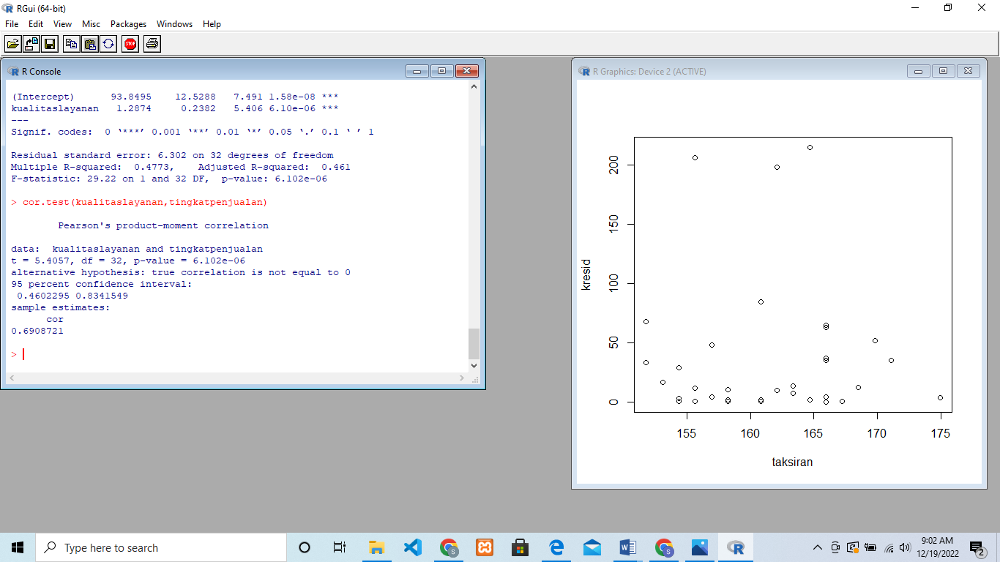 RGui (64-bit)
File Edit View Misc Packages Windows Help
STOP
R Console
(Intercept)      93.8495    12.5288   7.491 1.58e-08 ***
kualitaslayanan   1.2874     0.2382   5.406 6.10e-06 ***
---
Signif. codes:  0 ‘***’ 0.001 ‘**’ 0.01 ‘*’ 0.05 ‘.’ 0.1 ‘ ’ 1
Residual standard error: 6.302 on 32 degrees of freedom
Multiple R-squared:  0.4773,    Adjusted R-squared:  0.461
F-statistic: 29.22 on 1 and 32 DF,  p-value: 6.102e-06
> cor.test(kualitaslayanan,tingkatpenjualan)
Pearson's product-moment correlation
data:  kualitaslayanan and tingkatpenjualan
t = 5.4057, df = 32, p-value = 6.102e-06
alternative hypothesis: true correlation is not equal to 0
95 percent confidence interval:
0.4602295 0.8341549
sample estimates:
cor
0.6908721
>
R Graphics: Device 2 (ACTIVE)
200
150
100
50
0
kresid
155 160 165 170 175
taksiran
Type here to search
9:02 AM
12/19/2022
2